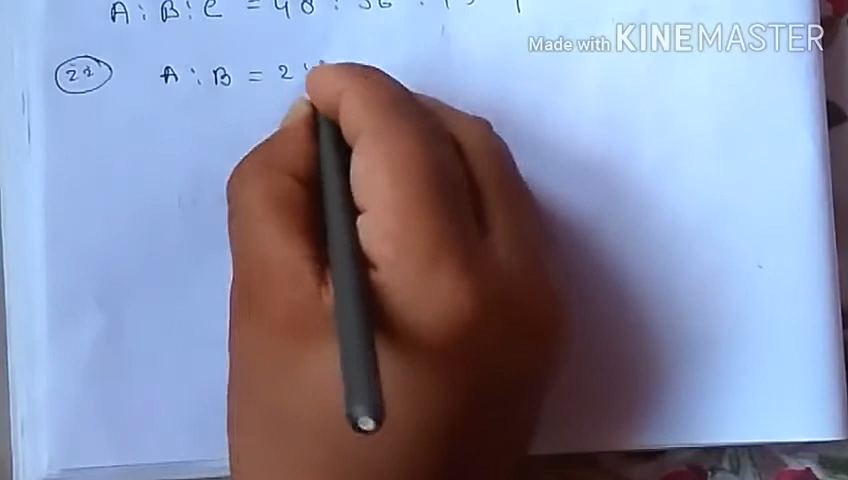 A : B : C = 48 : 36 :
Made with KINEMASTER
22 A : B = 2 :